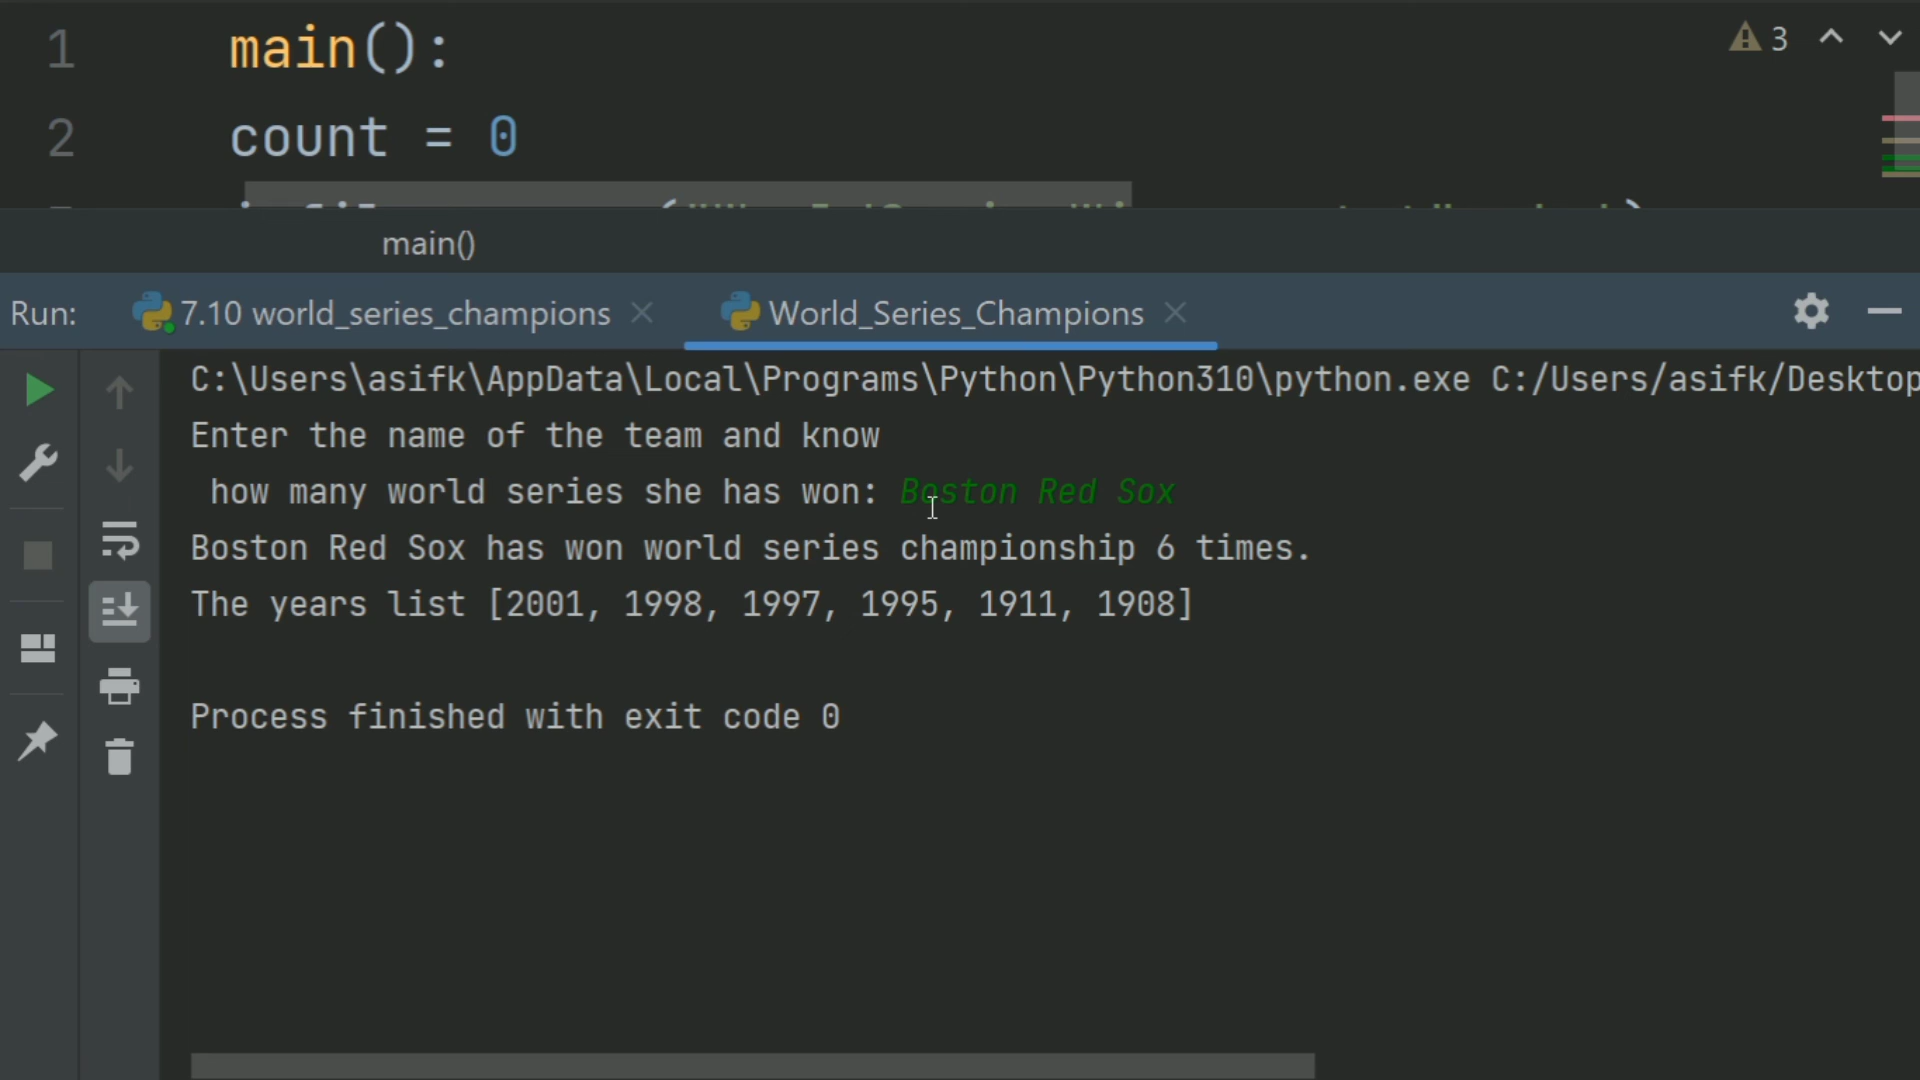 1 main():
2 count = 0
main()
Run: 7.10 world_series_champions World_Series_Champions
C:\Users\asifk\AppData\Local\Programs\Python\Python310\python.exe C:/Users/asifk/Desktop
Enter the name of the team and know
how many world series she has won: Boston Red Sox
Boston Red Sox has won world series championship 6 times.
The years list [2001, 1998, 1997, 1995, 1911, 1908]
Process finished with exit code 0
3